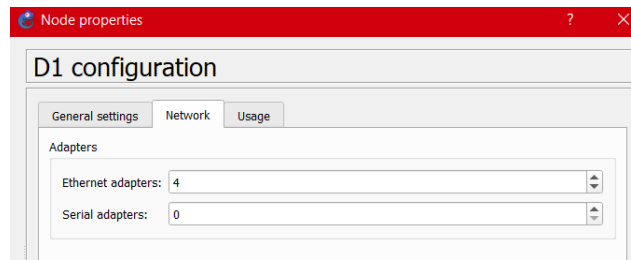 Node properties ? ×
D1 configuration
General settings Network Usage
Adapters
Ethernet adapters: 4
Serial adapters: 0